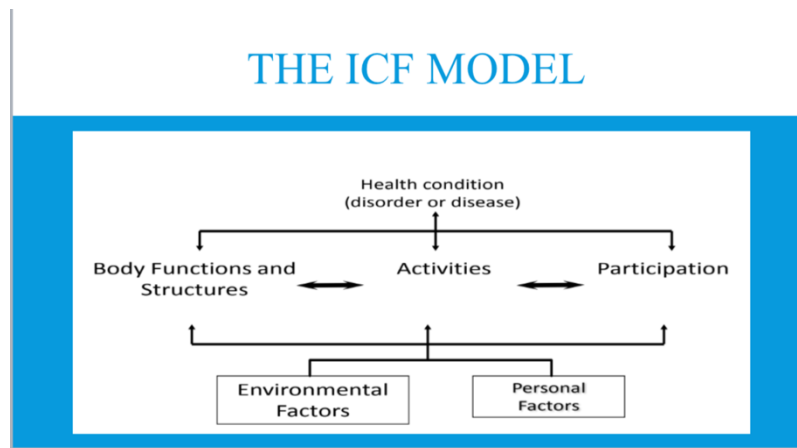 THE ICF MODEL
Health condition
(disorder or disease)
Body Functions and
Structures
Activities
Participation
Environmental
Factors
Personal
Factors